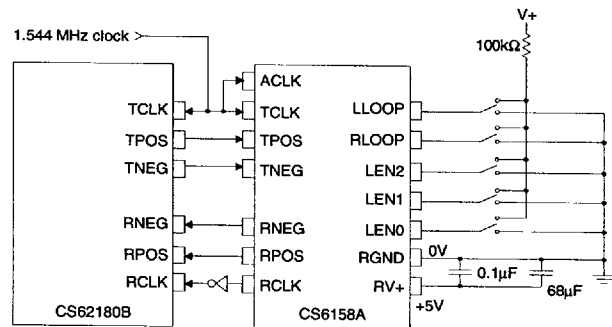 V+
1.544 MHz clock
100kΩ
ACLK
TCLK
TCLK
LLOOP
TPOS
TPOS
RLOOP
TNEG
TNEG
LEN2
LEN1
RNEG
RNEG
LEN0
RPOS
RPOS
RGND
0V
RCLK
RCLK
RV+
0.1µF
68µF
+5V
CS62180B
CS6158A